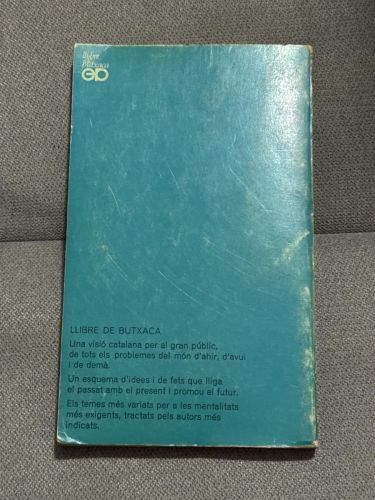 llibre
butxaca
LLIBRE DE BUTXACA
Una visió catalana per al gran públic,
de tots els problemes del món d'ahir, d'avui
i de demà.
Un esquema d'idees i de fets que lliga
el passat amb el present i promou el futur.
Els temes més variats per a les mentalitats
més exigents, tractats pels autors més
indicats.